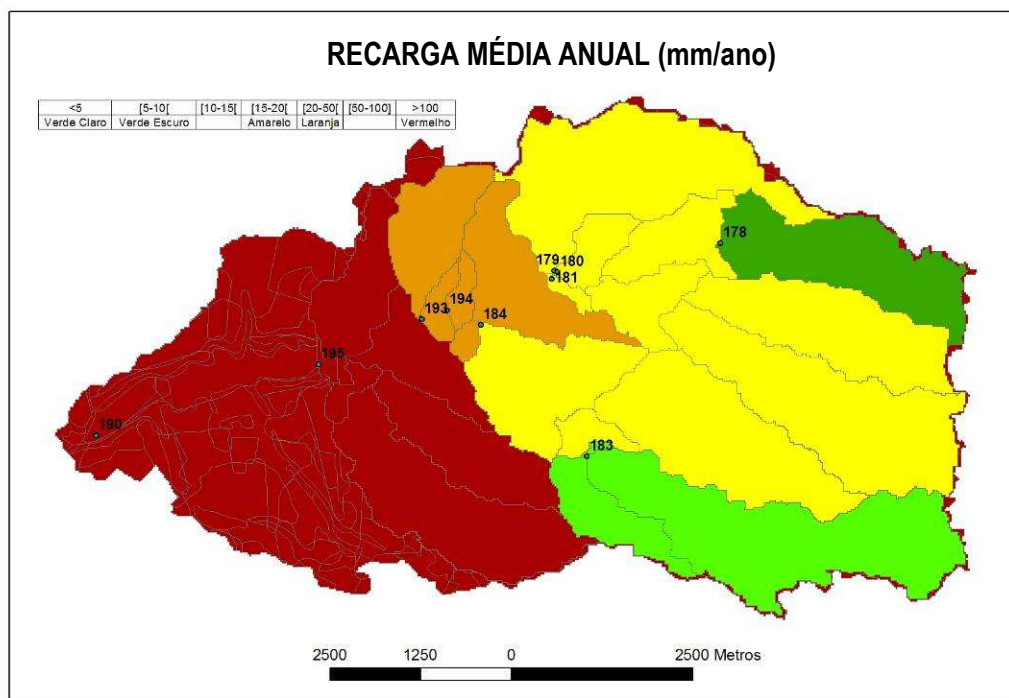 RECARGA MÉDIA ANUAL (mm/ano)
<5 [5-10[ [10-15[ [15-20[ [20-50[ [50-100] >100
Verde Claro Verde Escuro Amarelo Laranja Vermelho
178
179 180
181
194
193
184
195
190
183
2500 1250 0 2500 Metros